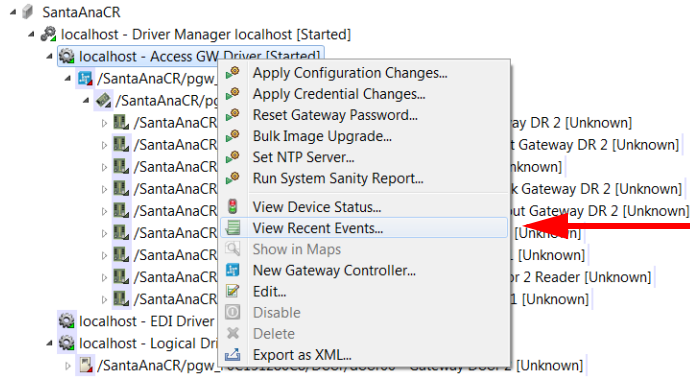 SantaAnaCR
localhost - Driver Manager localhost [Started]
localhost - Access GW Driver [Started]
/SantaAnaCR/pgw_
/SantaAnaCR/pg
/SantaAnaCR
/SantaAnaCR
/SantaAnaCR
/SantaAnaCR
/SantaAnaCR
/SantaAnaCR
/SantaAnaCR
/SantaAnaCR
/SantaAnaCR
localhost - EDI Driver
localhost - Logical Dri
/SantaAnaCR/pgw_
Gateway Door 2 [Unknown]
Apply Configuration Changes...
Apply Credential Changes...
Reset Gateway Password...
Bulk Image Upgrade...
Set NTP Server...
Run System Sanity Report...
View Device Status...
View Recent Events...
Show in Maps
New Gateway Controller...
Edit...
Disable
Delete
Export as XML...
ay DR 2 [Unknown]
t Gateway DR 2 [Unknown]
nknown]
k Gateway DR 2 [Unknown]
out Gateway DR 2 [Unknown]
[Unknown]
1 [Unknown]
or 2 Reader [Unknown]
1 [Unknown]